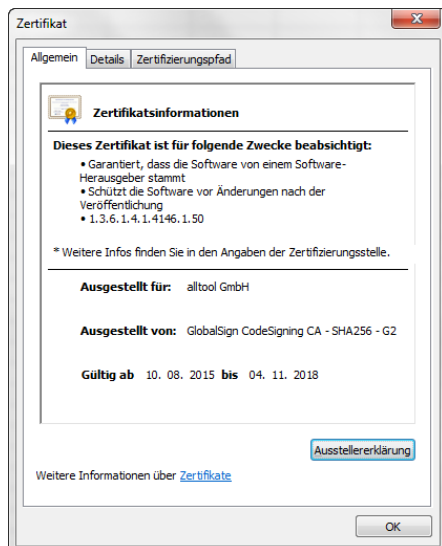 Zertifikat
Allgemein Details Zertifizierungspfad
Zertifikatsinformationen
Dieses Zertifikat ist für folgende Zwecke beabsichtigt:
• Garantiert, dass die Software von einem Software-
Herausgeber stammt
• Schützt die Software vor Änderungen nach der
Veröffentlichung
• 1.3.6.1.4.1.4146.1.50
* Weitere Infos finden Sie in den Angaben der Zertifizierungsstelle.
Ausgestellt für: alltool GmbH
Ausgestellt von: GlobalSign CodeSigning CA - SHA256 - G2
Gültig ab 10. 08. 2015 bis 04. 11. 2018
Ausstellererklärung
Weitere Informationen über Zertifikate
OK